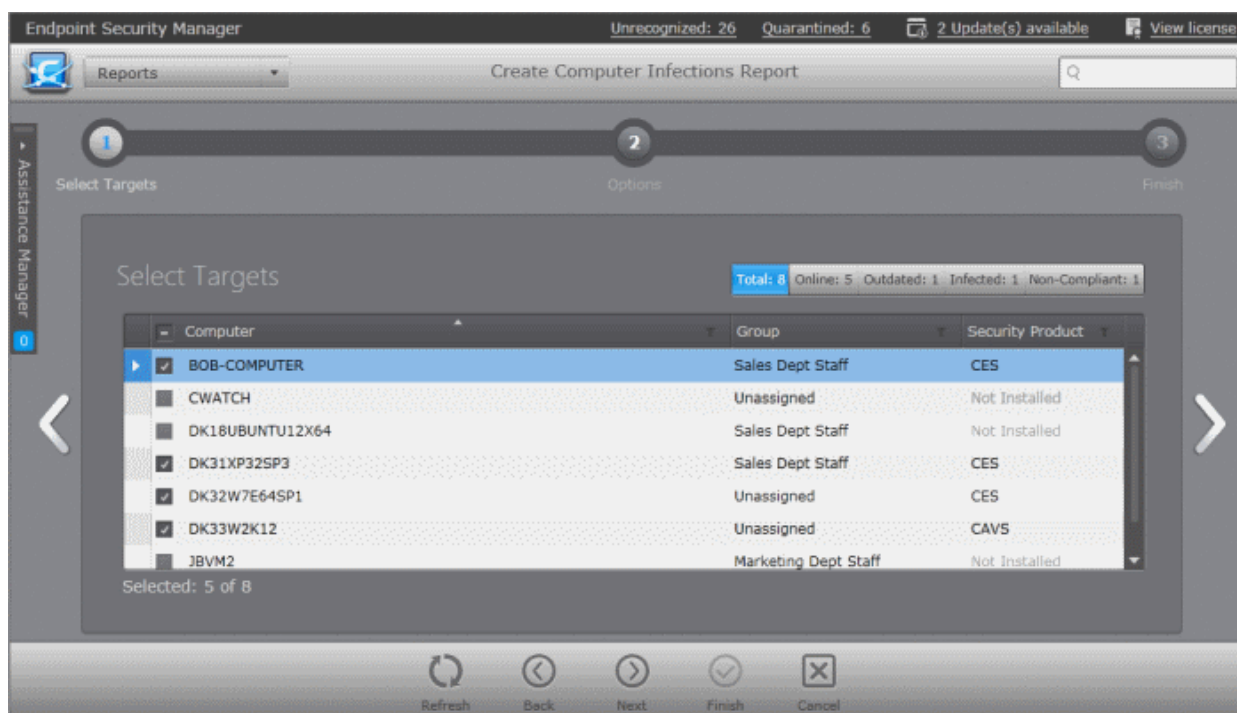 Endpoint Security Manager Unrecognized: 26 Quarantined: 6 2 Update(s) available View license
Reports Create Computer Infections Report
1 2 3
Select Targets Options Finish
Assistance Manager
0
Select Targets Total: 8 Online: 5 Outdated: 1 Infected: 1 Non-Compliant: 1
Computer Group Security Product
BOB-COMPUTER Sales Dept Staff CES
CWATCH Unassigned Not Installed
DK18UBUNTU12X64 Sales Dept Staff Not Installed
DK31XP32SP3 Sales Dept Staff CES
DK32W7E64SP1 Unassigned CES
DK33W2K12 Unassigned CAVS
JBVM2 Marketing Dept Staff Not Installed
Selected: 5 of 8
Refresh Back Next Finish Cancel